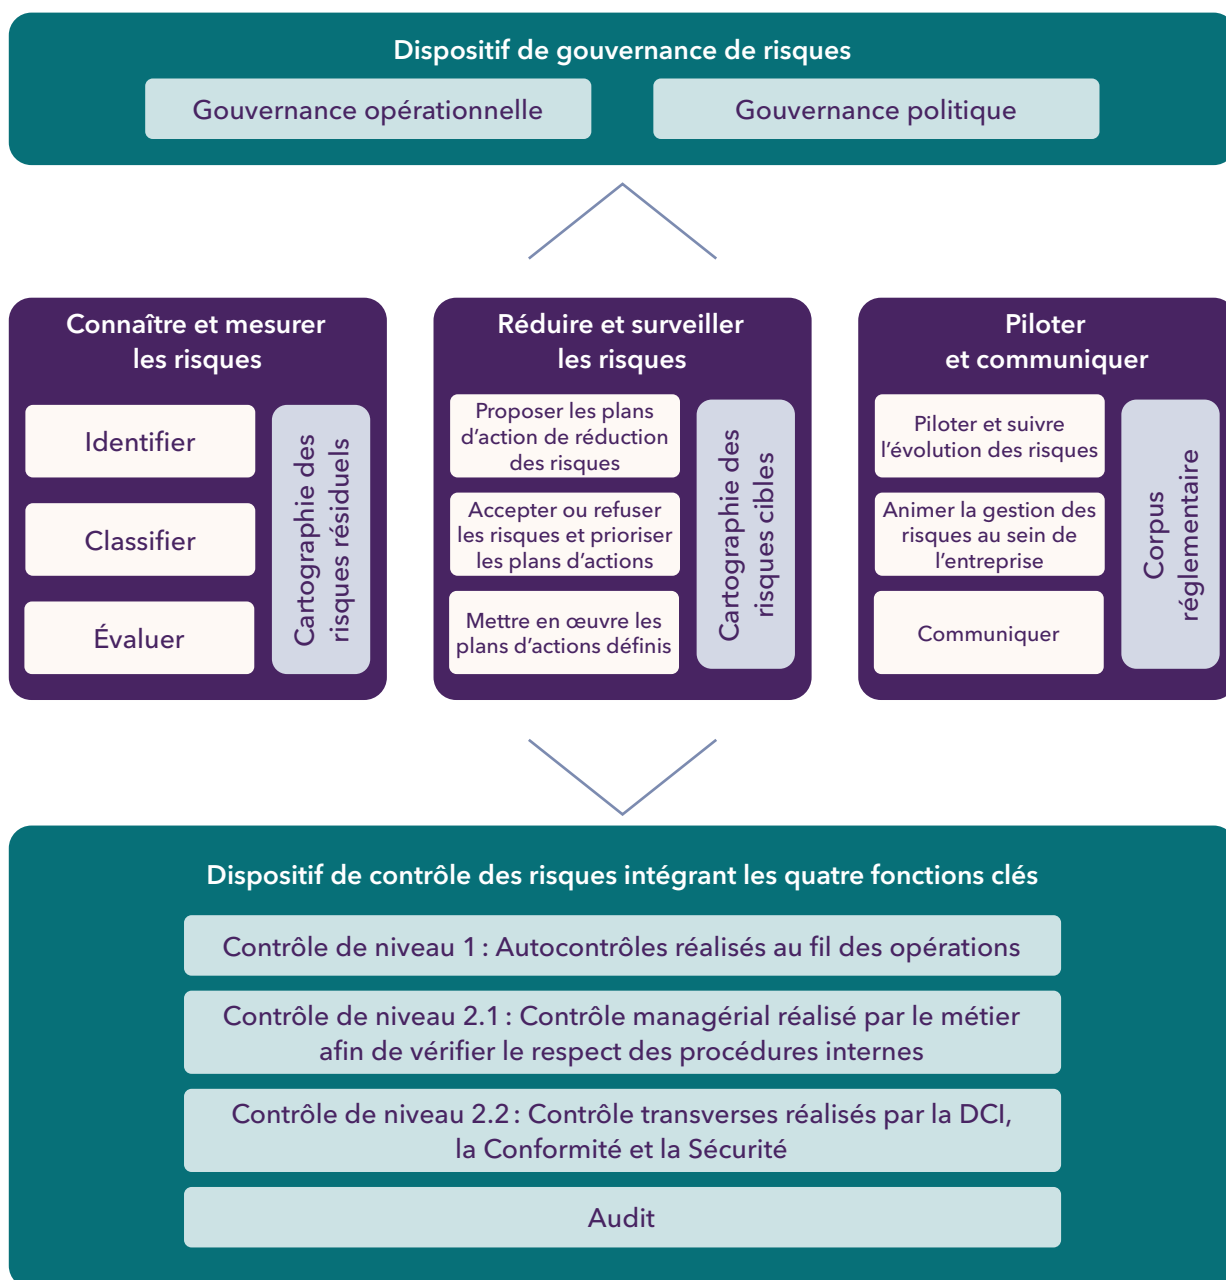 Dispositif de gouvernance de risques
Gouvernance opérationnelle
Gouvernance politique
Connaître et mesurer
les risques
Identifier
Classifier
Évaluer
Cartographie des
risques résiduels
Réduire et surveiller
les risques
Proposer les plans
d’action de réduction
des risques
Accepter ou refuser
les risques et prioriser
les plans d’actions
Mettre en œuvre les
plans d’actions définis
Cartographie des
risques cibles
Piloter
et communiquer
Piloter et suivre
l’évolution des risques
Animer la gestion des
risques au sein de
l’entreprise
Communiquer
Corpus
réglementaire
Dispositif de contrôle des risques intégrant les quatre fonctions clés
Contrôle de niveau 1 : Autocontrôles réalisés au fil des opérations
Contrôle de niveau 2.1 : Contrôle managérial réalisé par le métier
afin de vérifier le respect des procédures internes
Contrôle de niveau 2.2 : Contrôle transverses réalisés par la DCI,
la Conformité et la Sécurité
Audit